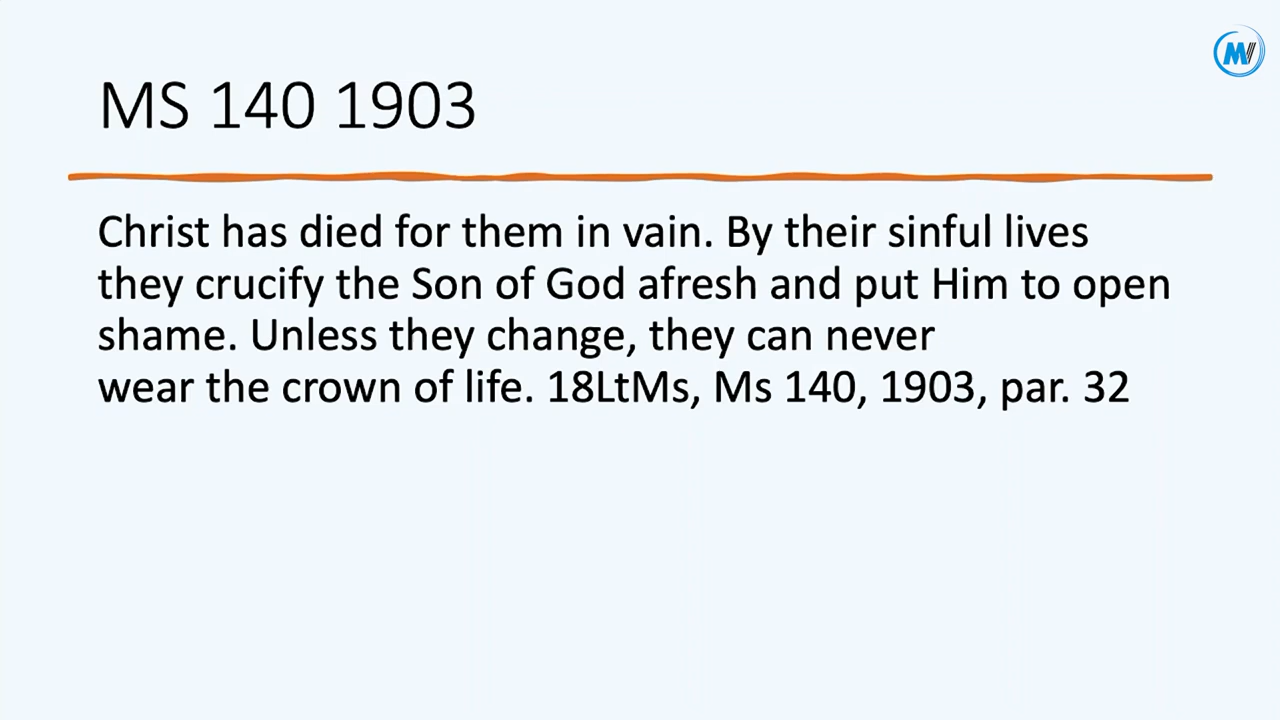 MS 140 1903
Christ has died for them in vain. By their sinful lives
they crucify the Son of God afresh and put Him to open
shame. Unless they change, they can never
wear the crown of life. 18LtMs, Ms 140, 1903, par. 32